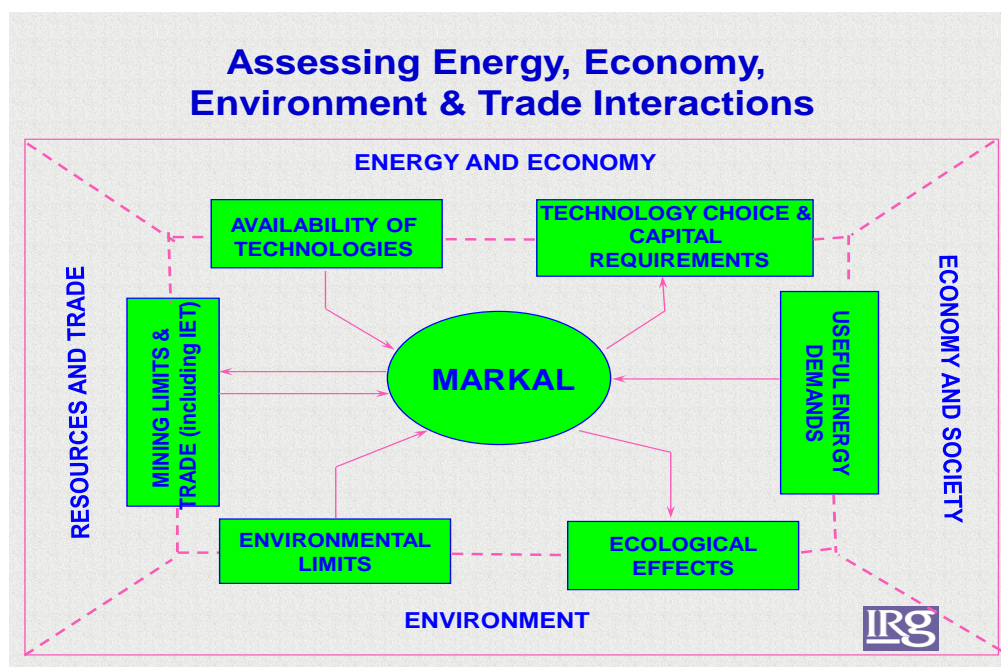 Assessing Energy, Economy,
Environment & Trade Interactions
ENERGY AND ECONOMY
AVAILABILITY OF
TECHNOLOGIES
TECHNOLOGY CHOICE &
CAPITAL
REQUIREMENTS
RESOURCES AND TRADE
MINING LIMITS &
TRADE (including IET)
MARKAL
USEFUL ENERGY
DEMANDS
ECONOMY AND SOCIETY
ENVIRONMENTAL
LIMITS
ECOLOGICAL
EFFECTS
ENVIRONMENT
IRg